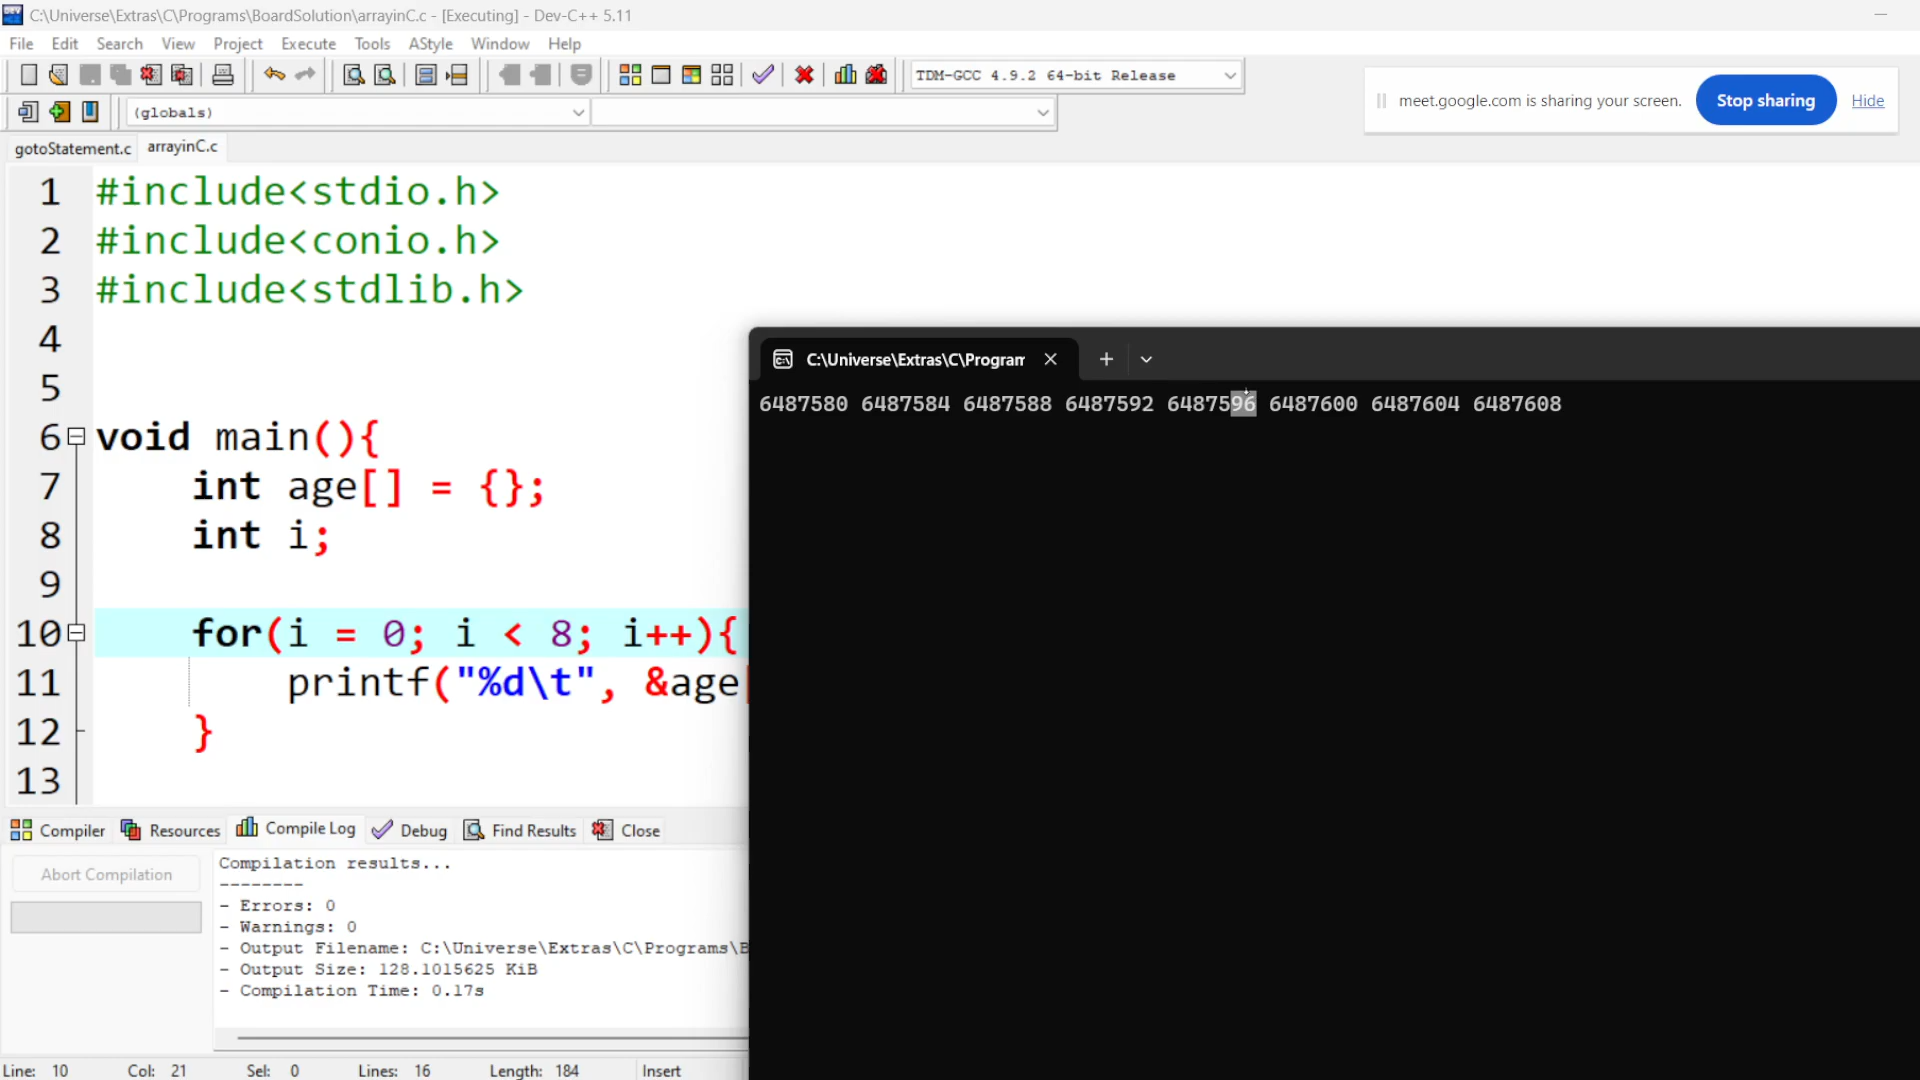 C:\Universe\Extras\C\Programs\BoardSolution\arrayinC.c - [Executing] - Dev-C++ 5.11
File Edit Search View Project Execute Tools AStyle Window Help
TDM-GCC 4.9.2 64-bit Release
meet.google.com is sharing your screen. Stop sharing Hide
(globals)
gotoStatement.c arrayinC.c
1 #include<stdio.h>
2 #include<conio.h>
3 #include<stdlib.h>
4
5
6 void main(){
7 int age[] = {};
8 int i;
9
10 for(i = 0; i < 8; i++){
11 printf("%d\t", &age
12 }
13
C:\Universe\Extras\C\Program
6487580 6487584 6487588 6487592 6487596 6487600 6487604 6487608
Compiler Resources Compile Log Debug Find Results Close
Abort Compilation
Compilation results...
--------
- Errors: 0
- Warnings: 0
- Output Filename: C:\Universe\Extras\C\Programs\B
- Output Size: 128.1015625 KiB
- Compilation Time: 0.17s
Line: 10 Col: 21 Sel: 0 Lines: 16 Length: 184 Insert